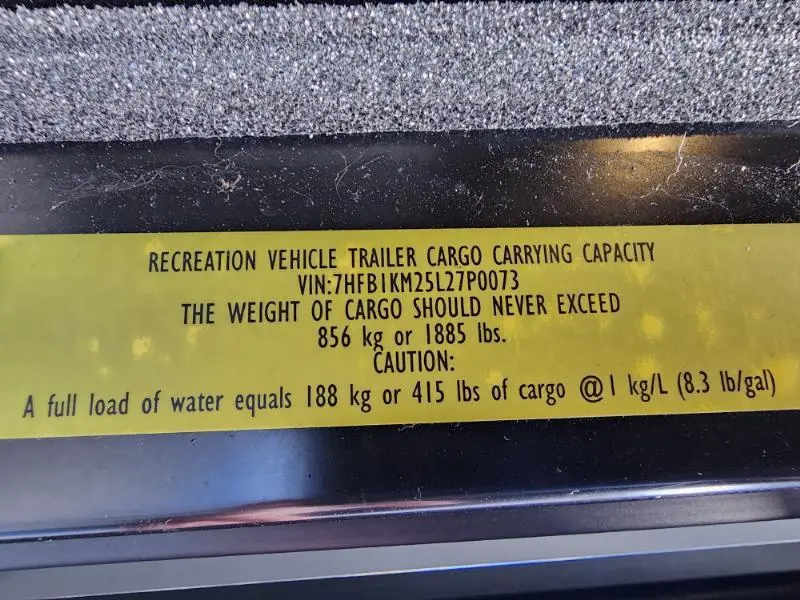 RECREATION VEHICLE TRAILER CARGO CARRYING CAPACITY
VIN:7HFB1KM25L27P0073
THE WEIGHT OF CARGO SHOULD NEVER EXCEED
856 kg or 1885 lbs.
CAUTION:
A full load of water equals 188 kg or 415 lbs of cargo @ 1 kg/L (8.3 lb/gal)